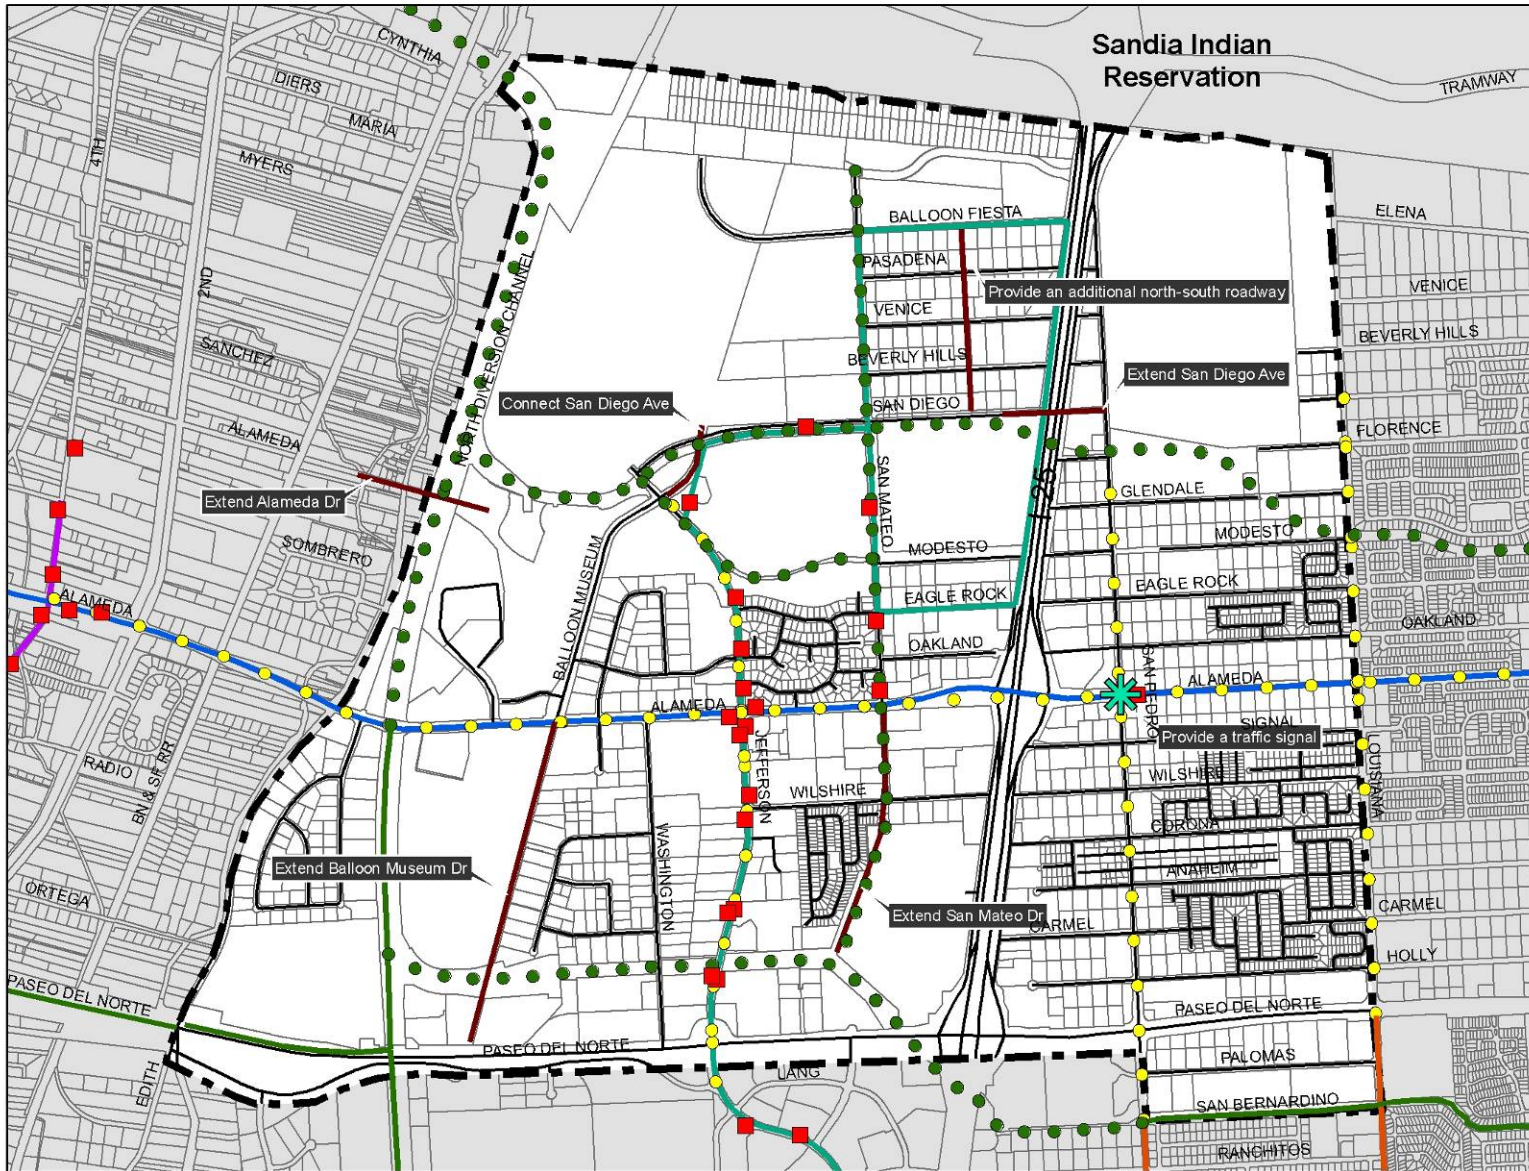 Sandia Indian
Reservation
TRAMWAY
CYNTHIA
DIERS
MARIA
4TH
MYERS
2ND
ELENA
BALLOON FIESTA
PASADENA
Provide an additional north-south roadway
VENICE
VENICE
NORTH DIVERSION CHANNEL
SANCHEZ
BEVERLY HILLS
BEVERLY HILLS
Extend San Diego Ave
Connect San Diego Ave
SAN DIEGO
ALAMEDA
FLORENCE
SAN MATEO
I-25
GLENDALE
Extend Alameda Dr
SOMBRERO
MODESTO
MODESTO
BALLOON MUSEUM
EAGLE ROCK
EAGLE ROCK
ALAMEDA
OAKLAND
OAKLAND
SAN PEDRO
ALAMEDA
ALAMEDA
SIGNAL
Provide a traffic signal
JEFFERSON
LOUISIANA
RADIO
BN & SF RR
WILSHIRE
WILSHIRE
WASHINGTON
CORONA
Extend Balloon Museum Dr
ANAHEIM
ORTEGA
Extend San Mateo Dr
CARMEL
CARMEL
HOLLY
PASEO DEL NORTE
PASEO DEL NORTE
PASEO DEL NORTE
EDITH
LANG
PALOMAS
SAN BERNARDINO
RANCHITOS